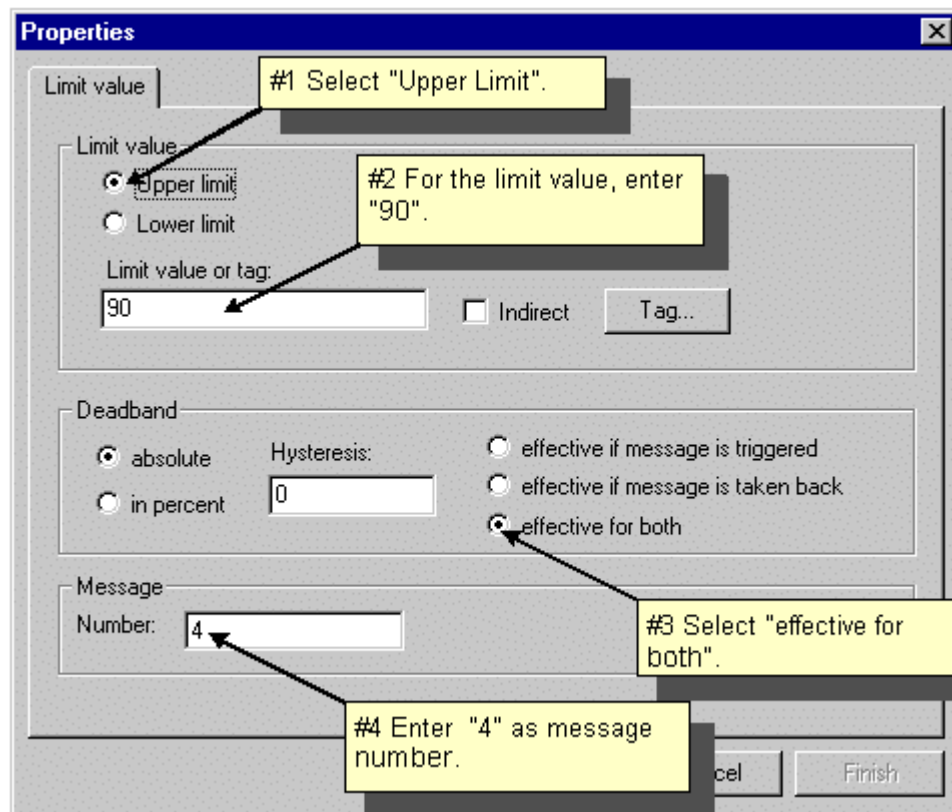 Properties
Limit value
#1 Select "Upper Limit".
Limit value
Upper limit
#2 For the limit value, enter
"90".
Lower limit
Limit value or tag:
90
Indirect
Tag...
Deadband
absolute
Hysteresis:
effective if message is triggered
in percent
0
effective if message is taken back
effective for both
Message
Number:
4
#3 Select "effective for
both".
#4 Enter "4" as message
number.
cel
Finish